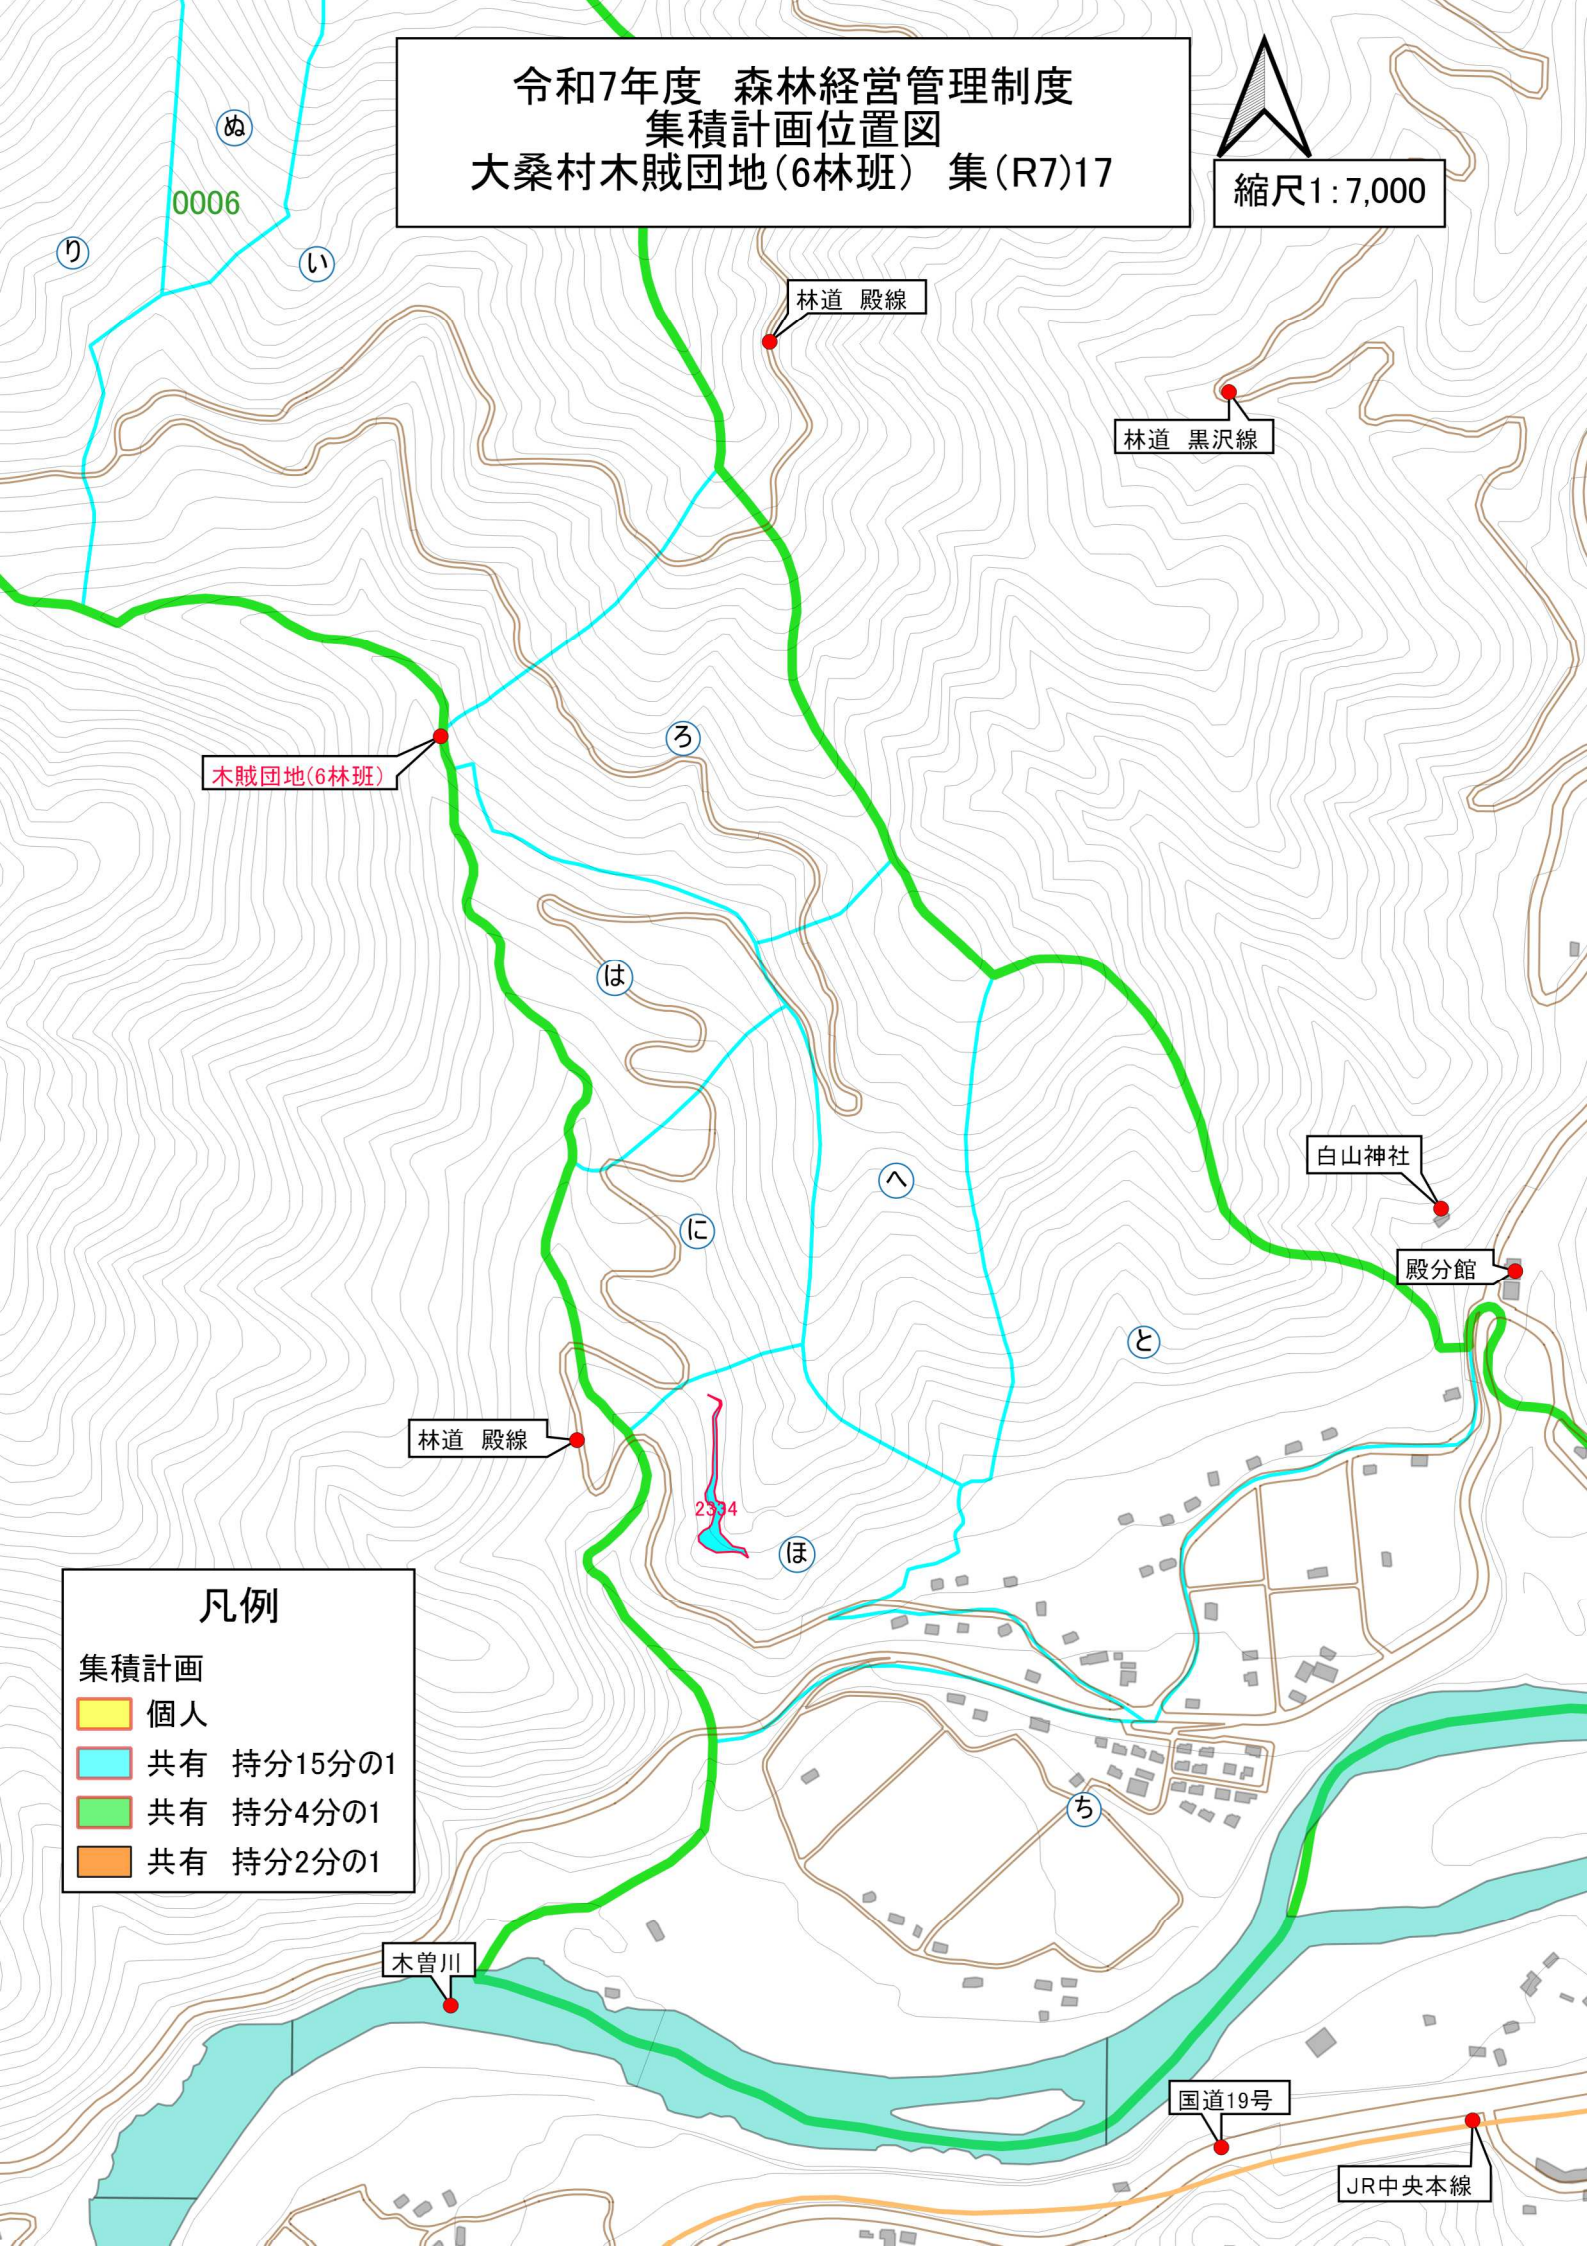 令和7年度　森林経営管理制度
集積計画位置図
大桑村木賊団地(6林班)　集(R7)17
縮尺1:7,000
ぬ
0006
り
い
林道　殿線
林道　黒沢線
ろ
木賊団地(6林班)
は
白山神社
へ
に
殿分館
と
林道　殿線
2334
ほ
凡例
集積計画
個人
共有　持分15分の1
共有　持分4分の1
共有　持分2分の1
ち
木曽川
国道19号
JR中央本線